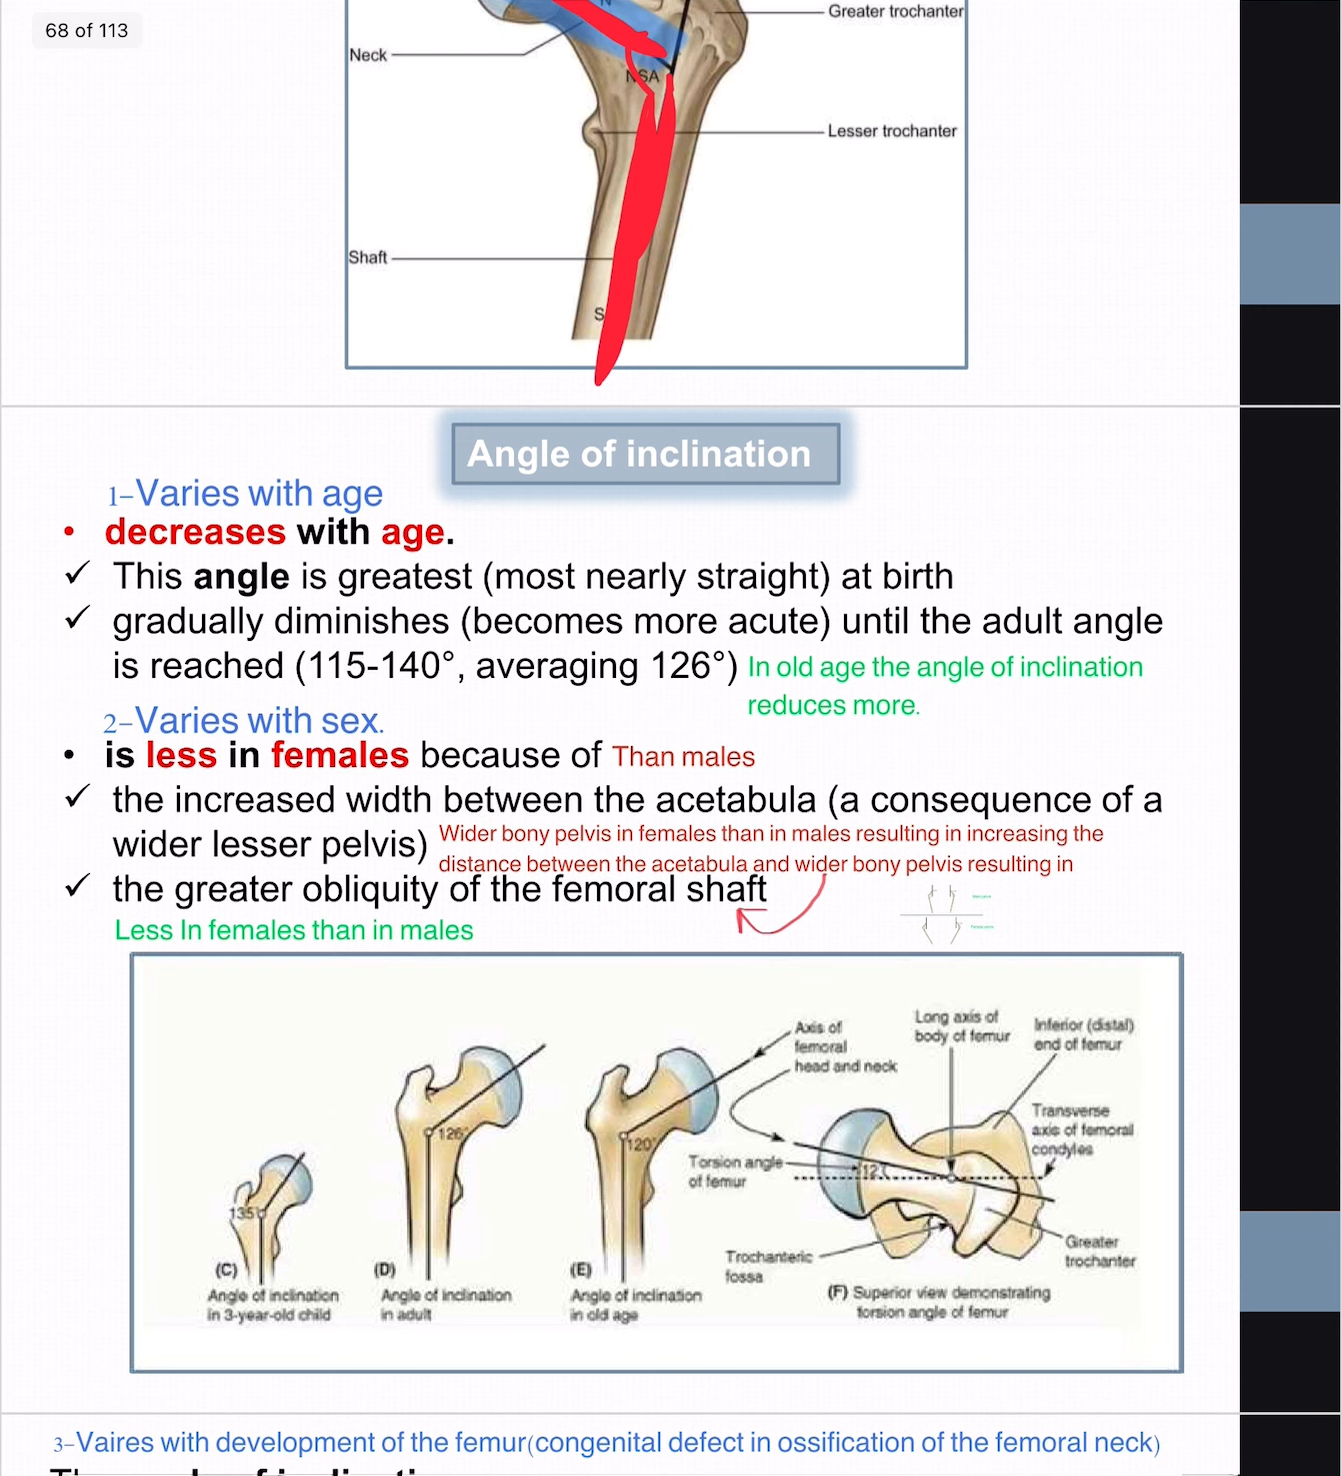 68 of 113
Greater trochanter
Neck
N
NSA
Lesser trochanter
Shaft
S
Angle of inclination
1-Varies with age
• decreases with age.
✓ This angle is greatest (most nearly straight) at birth
✓ gradually diminishes (becomes more acute) until the adult angle
is reached (115-140°, averaging 126°) In old age the angle of inclination
reduces more.
2-Varies with sex.
• is less in females because of Than males
✓ the increased width between the acetabula (a consequence of a
wider lesser pelvis) Wider bony pelvis in females than in males resulting in increasing the
distance between the acetabula and wider bony pelvis resulting in
✓ the greater obliquity of the femoral shaft
Less In females than in males
Axis of
femoral
head and neck
Long axis of
body of femur
Inferior (distal)
end of femur
Transverse
axis of femoral
condyles
126°
120°
Torsion angle
of femur
12
135°
Greater
trochanter
Trochanteric
fossa
(C)
Angle of inclination
in 3-year-old child
(D)
Angle of inclination
in adult
(E)
Angle of inclination
in old age
(F) Superior view demonstrating
torsion angle of femur
3-Vaires with development of the femur(congenital defect in ossification of the femoral neck)